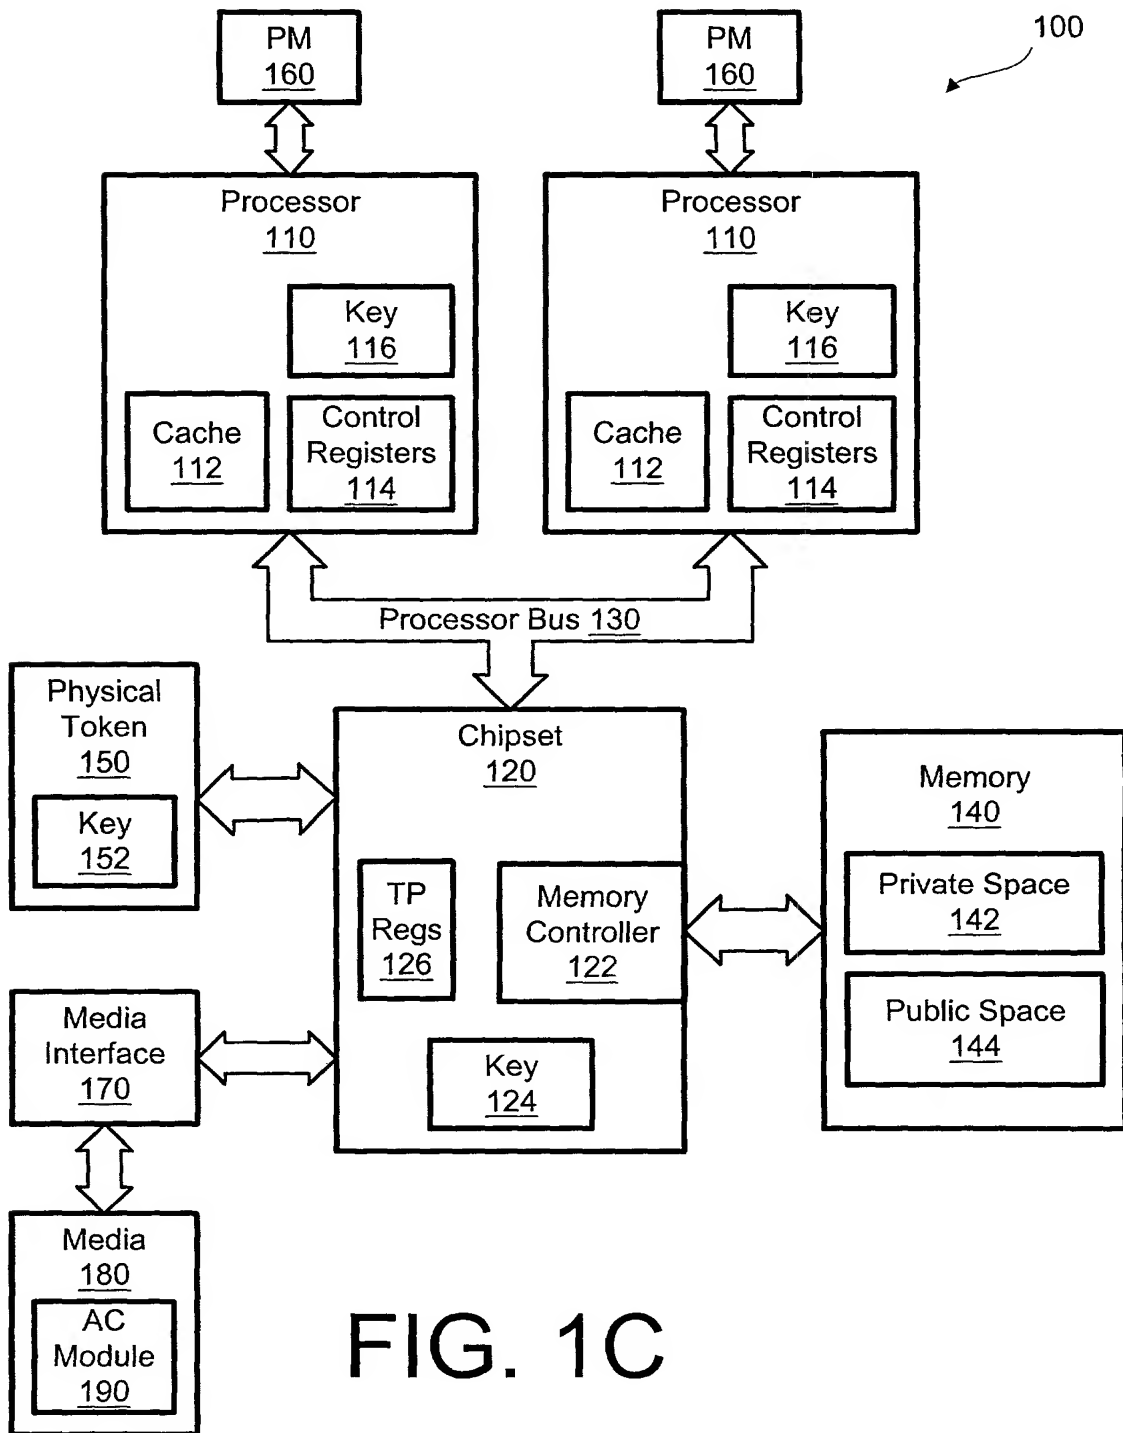 100
PM
160
PM
160
Processor
110
Key
116
Cache
112
Control
Registers
114
Processor
110
Key
116
Cache
112
Control
Registers
114
Processor Bus 130
Physical
Token
150
Key
152
Chipset
120
TP
Regs
126
Memory
Controller
122
Key
124
Memory
140
Private Space
142
Public Space
144
Media
Interface
170
Media
180
AC
Module
190
FIG. 1C